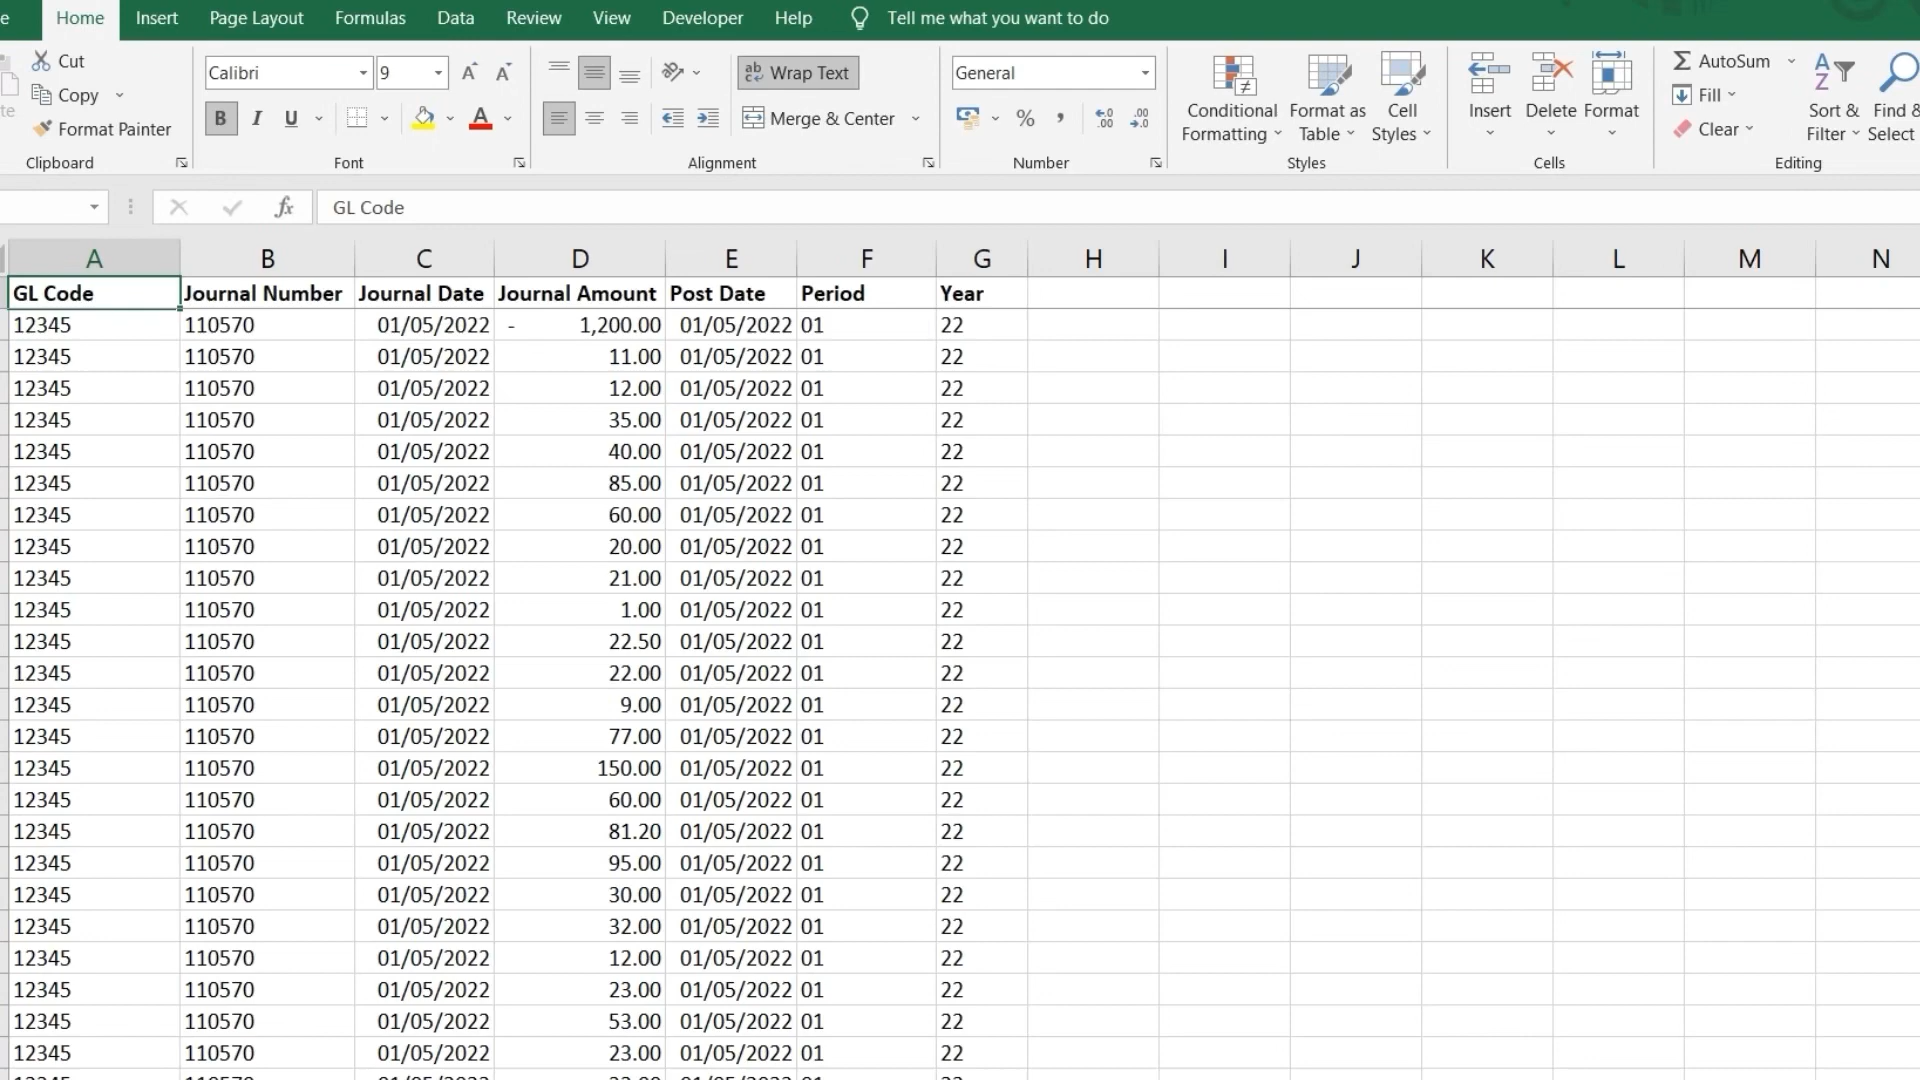 Home Insert Page Layout Formulas Data Review View Developer Help Tell me what you want to do
Cut
Copy
Format Painter
Clipboard
Calibri 9
B I U
Font
Wrap Text
Merge & Center
Alignment
General
% ,
Number
Conditional Formatting
Format as Table
Cell Styles
Styles
Insert Delete Format
Cells
AutoSum
Fill
Clear
Sort & Filter
Find & Select
Editing
fx GL Code
A B C D E F G H I J K L M N
GL Code Journal Number Journal Date Journal Amount Post Date Period Year
12345 110570 01/05/2022 - 1,200.00 01/05/2022 01 22
12345 110570 01/05/2022 11.00 01/05/2022 01 22
12345 110570 01/05/2022 12.00 01/05/2022 01 22
12345 110570 01/05/2022 35.00 01/05/2022 01 22
12345 110570 01/05/2022 40.00 01/05/2022 01 22
12345 110570 01/05/2022 85.00 01/05/2022 01 22
12345 110570 01/05/2022 60.00 01/05/2022 01 22
12345 110570 01/05/2022 20.00 01/05/2022 01 22
12345 110570 01/05/2022 21.00 01/05/2022 01 22
12345 110570 01/05/2022 1.00 01/05/2022 01 22
12345 110570 01/05/2022 22.50 01/05/2022 01 22
12345 110570 01/05/2022 22.00 01/05/2022 01 22
12345 110570 01/05/2022 9.00 01/05/2022 01 22
12345 110570 01/05/2022 77.00 01/05/2022 01 22
12345 110570 01/05/2022 150.00 01/05/2022 01 22
12345 110570 01/05/2022 60.00 01/05/2022 01 22
12345 110570 01/05/2022 81.20 01/05/2022 01 22
12345 110570 01/05/2022 95.00 01/05/2022 01 22
12345 110570 01/05/2022 30.00 01/05/2022 01 22
12345 110570 01/05/2022 32.00 01/05/2022 01 22
12345 110570 01/05/2022 12.00 01/05/2022 01 22
12345 110570 01/05/2022 23.00 01/05/2022 01 22
12345 110570 01/05/2022 53.00 01/05/2022 01 22
12345 110570 01/05/2022 23.00 01/05/2022 01 22